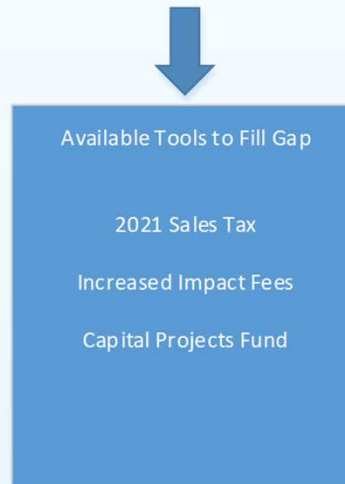 Available Tools to Fill Gap
2021 Sales Tax
Increased Impact Fees
Capital Projects Fund